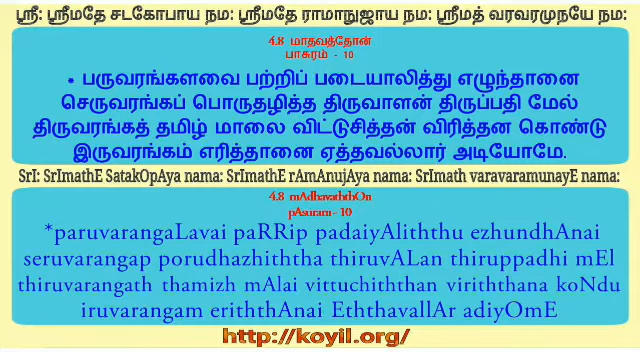 ஸ்ரீ: ஸ்ரீமதே சடகோபாய நம: ஸ்ரீமதே ராமாநுஜாய நம: ஸ்ரீமத் வரவரமுநயே நம:
4.8 மாதவத்தோன்
பாசுரம் - 10
* பருவரங்களவை பற்றிப் படையாலித்து எழுந்தானை
செருவரங்கப் பொருதழித்த திருவாளன் திருப்பதி மேல்
திருவரங்கத் தமிழ் மாலை விட்டுசித்தன் விரித்தன கொண்டு
இருவரங்கம் எரித்தானை ஏத்தவல்லார் அடியோமே.
SrI: SrImathE SatakOpAya nama: SrImathE rAmAnujAya nama: SrImath varavaramunayE nama:
4.8 mAdhavaththOn
pAsuram- 10
*paruvarangaLavai paRRip padaiyAliththu ezhundhAnai
seruvarangap porudhazhiththa thiruvALan thiruppadhi mEl
thiruvarangath thamizh mAlai vittuchiththan viriththana koNdu
iruvarangam eriththAnai EththavallAr adiyOmE
http://koyil.org/